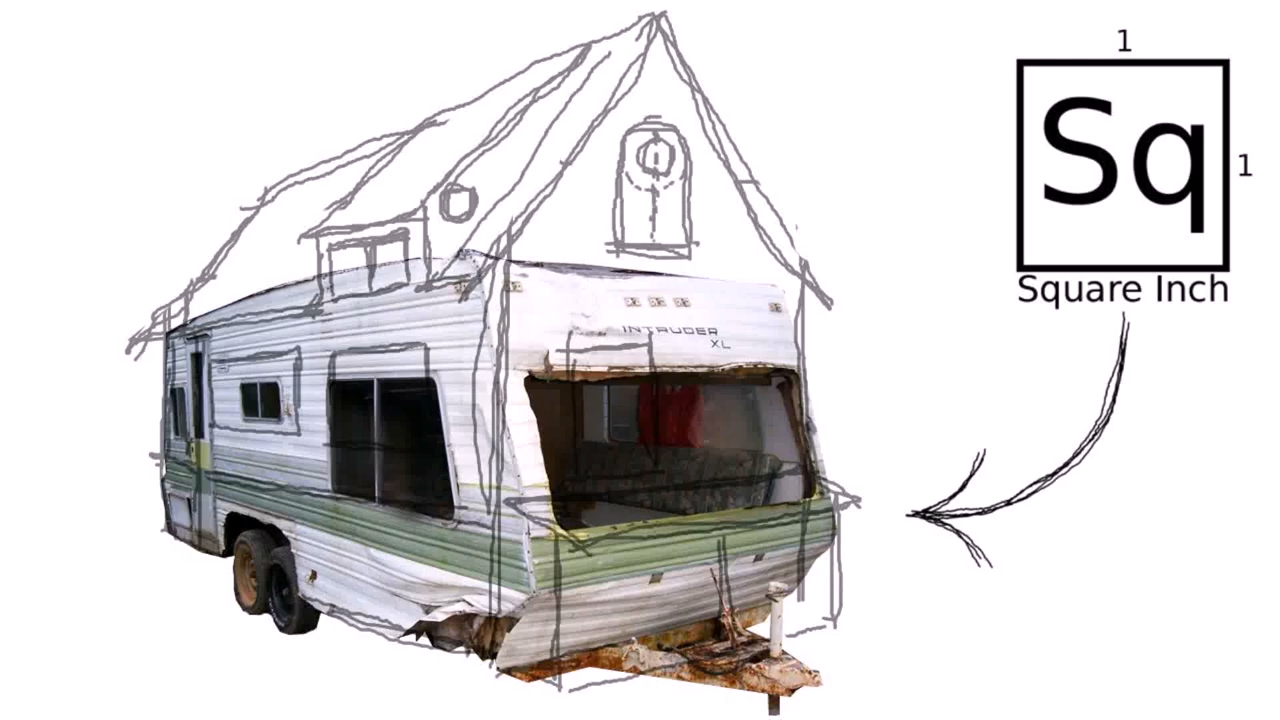 1
Sq
1
Square Inch
INTRUDER
XL